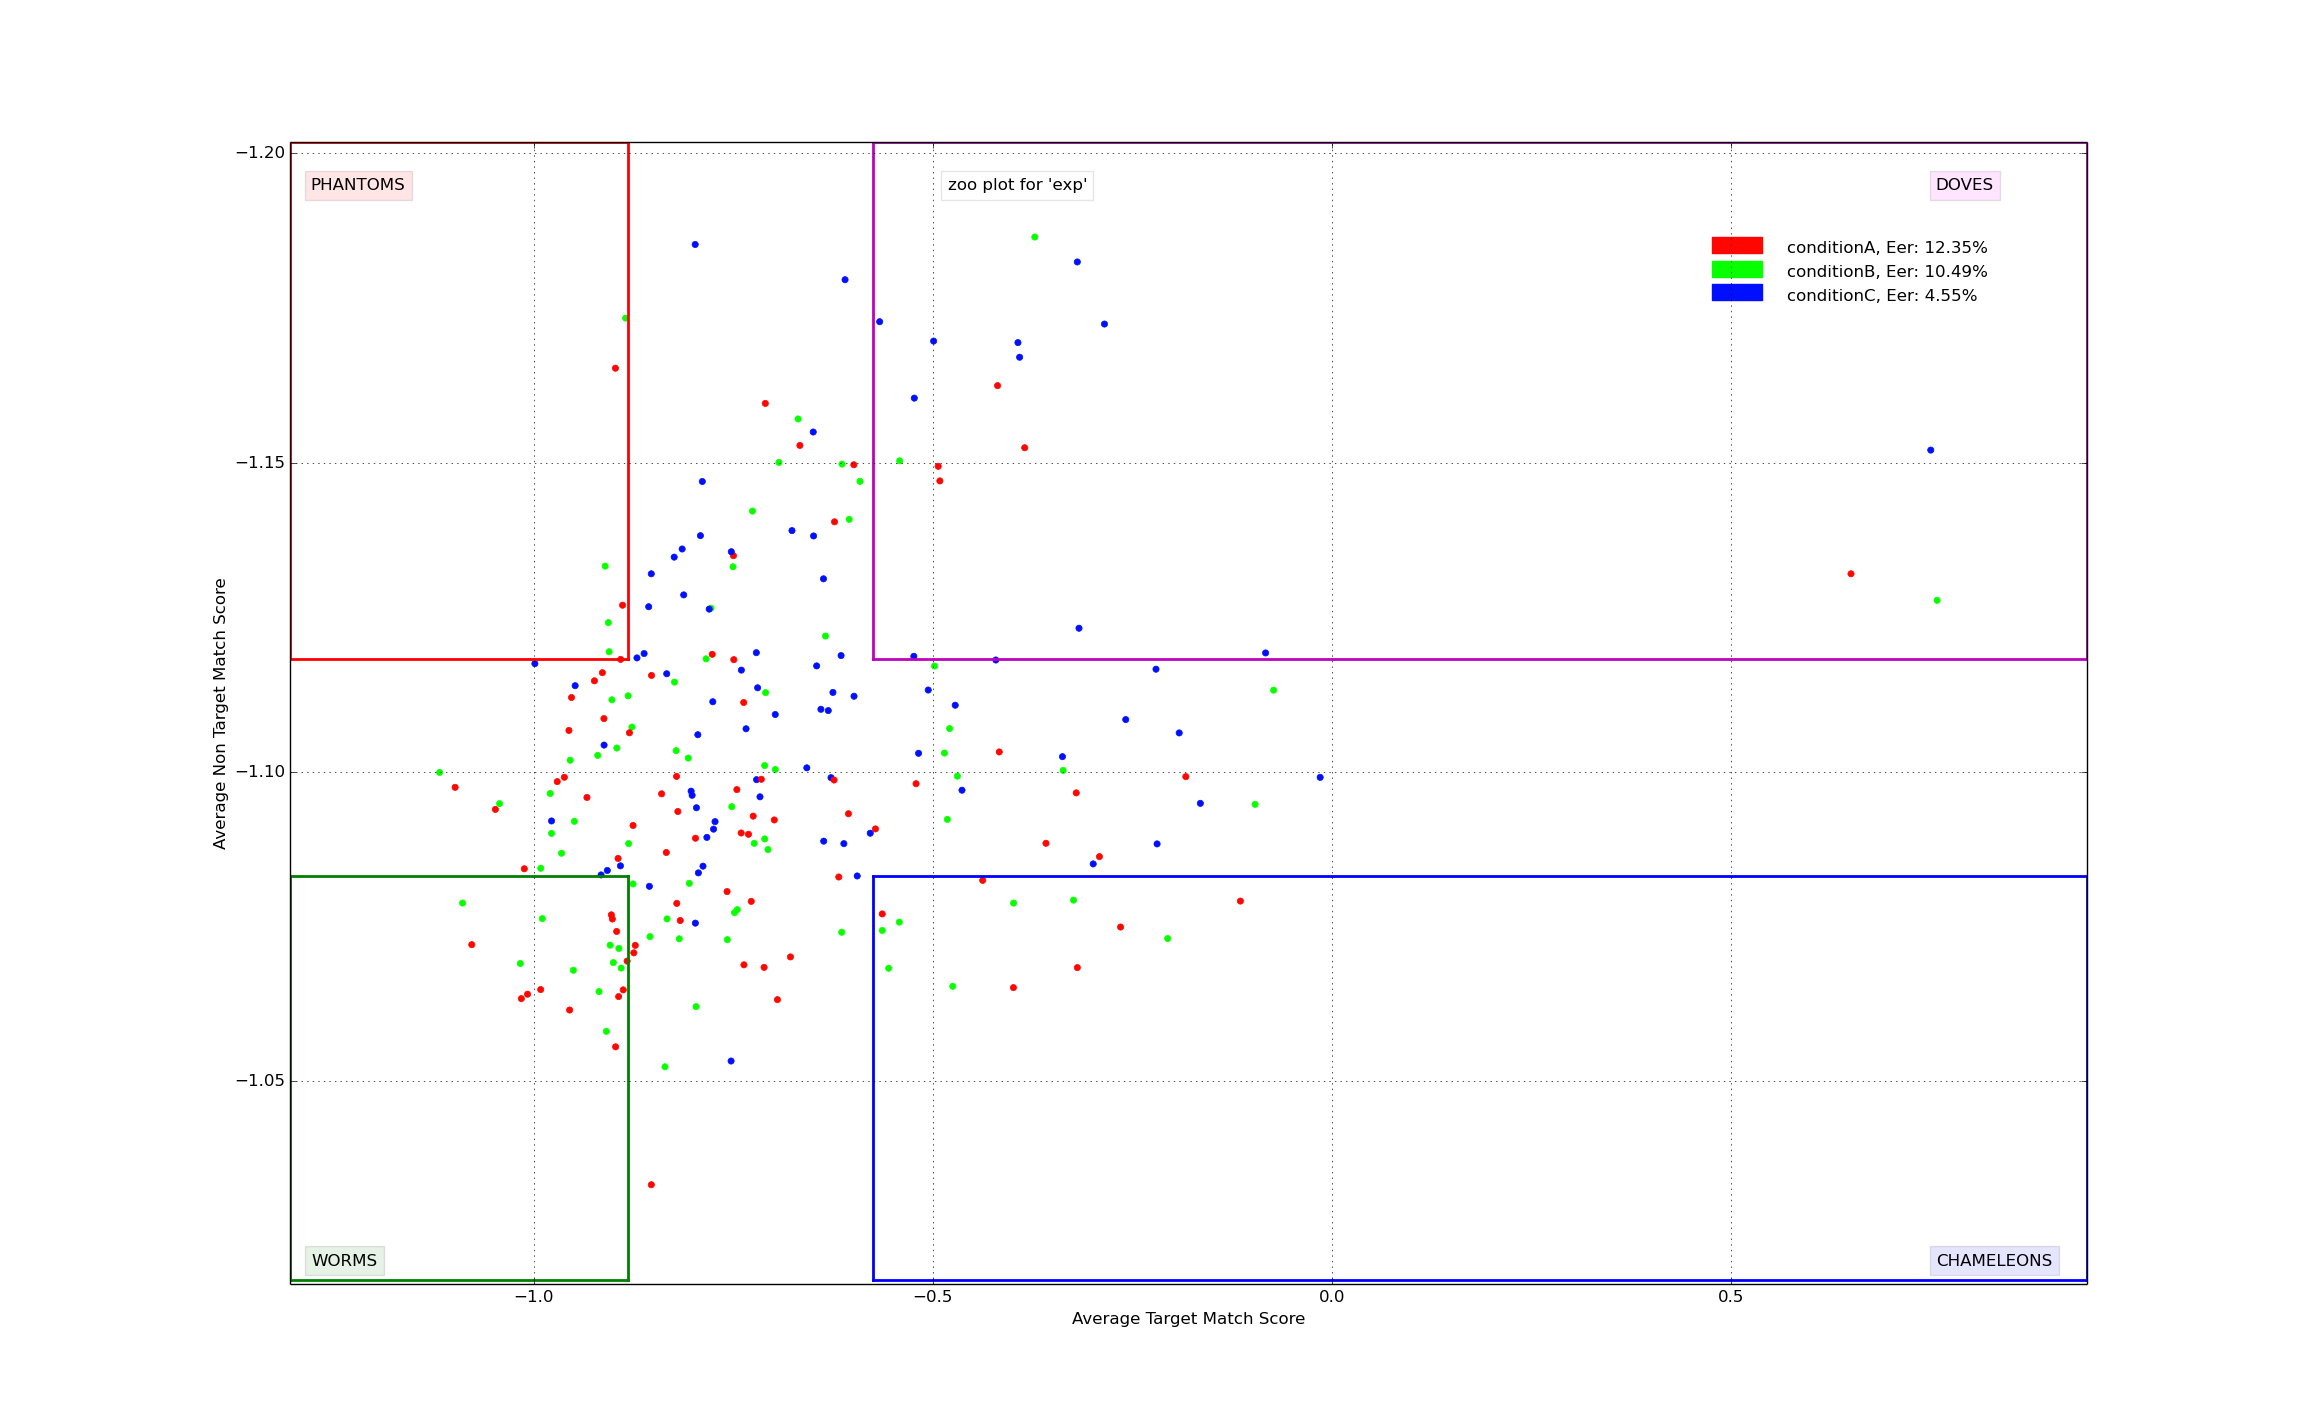 −1.20
PHANTOMS
zoo plot for 'exp'
DOVES
conditionA, Eer: 12.35%
conditionB, Eer: 10.49%
conditionC, Eer: 4.55%
−1.15
Average Non Target Match Score
−1.10
−1.05
WORMS
CHAMELEONS
−1.0
−0.5
0.0
0.5
Average Target Match Score